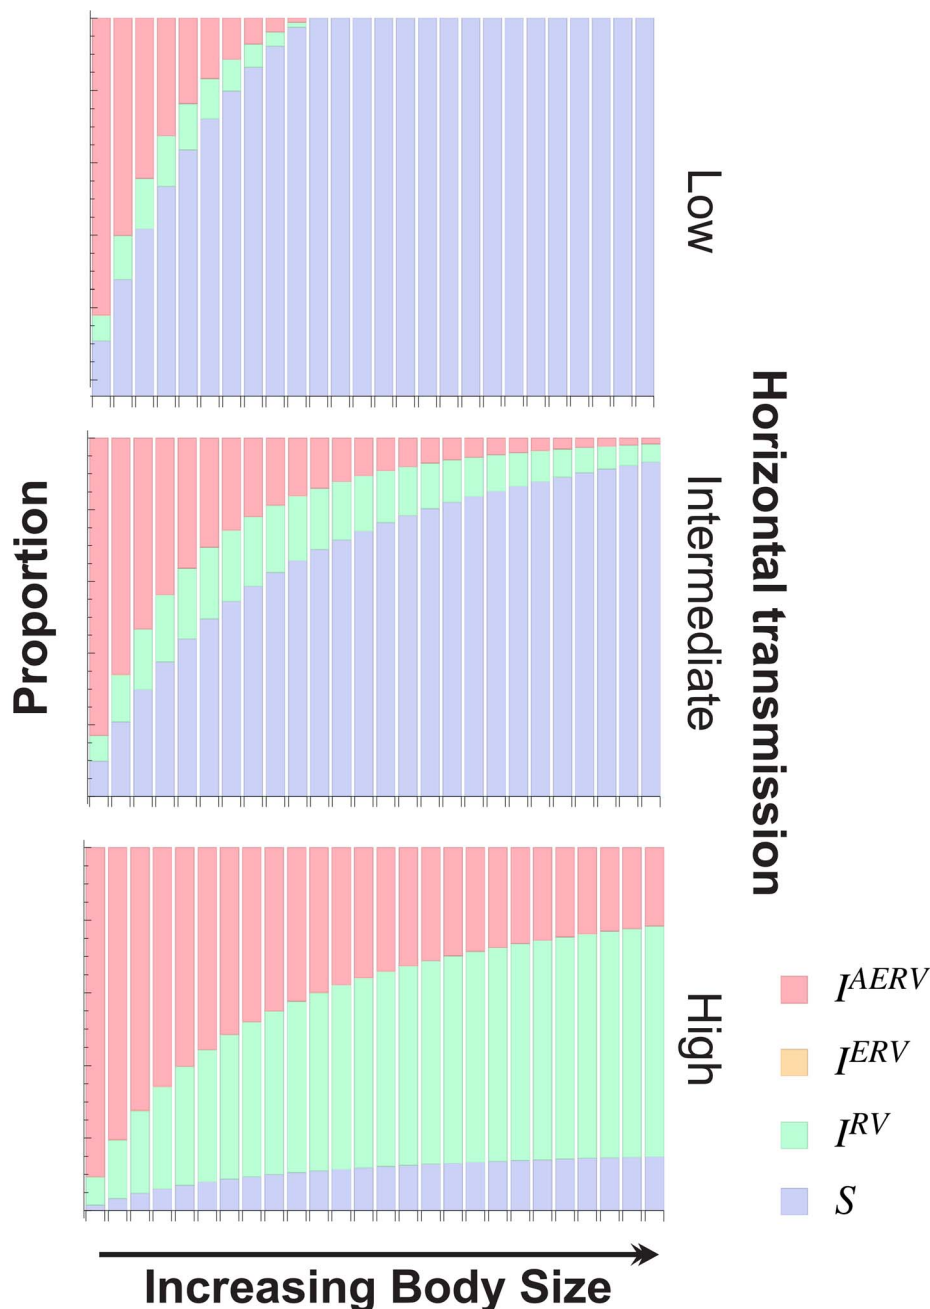 Proportion
Low
Intermediate
High
Horizontal transmission
I^AERV
I^ERV
I^RV
S
Increasing Body Size